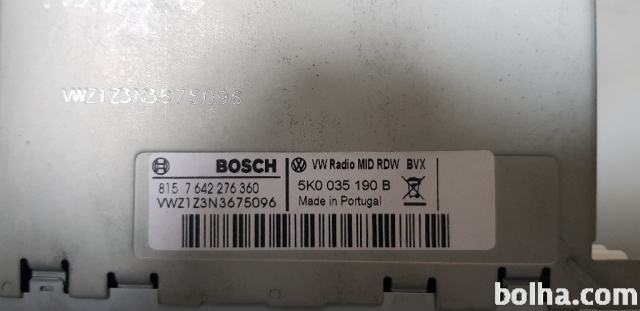 VWZ1Z3N3675096
BOSCH
VW Radio MID RDW BVX
815 7 642 276 360
5K0 035 190 B
VWZ1Z3N3675096
Made in Portugal
bolha.com